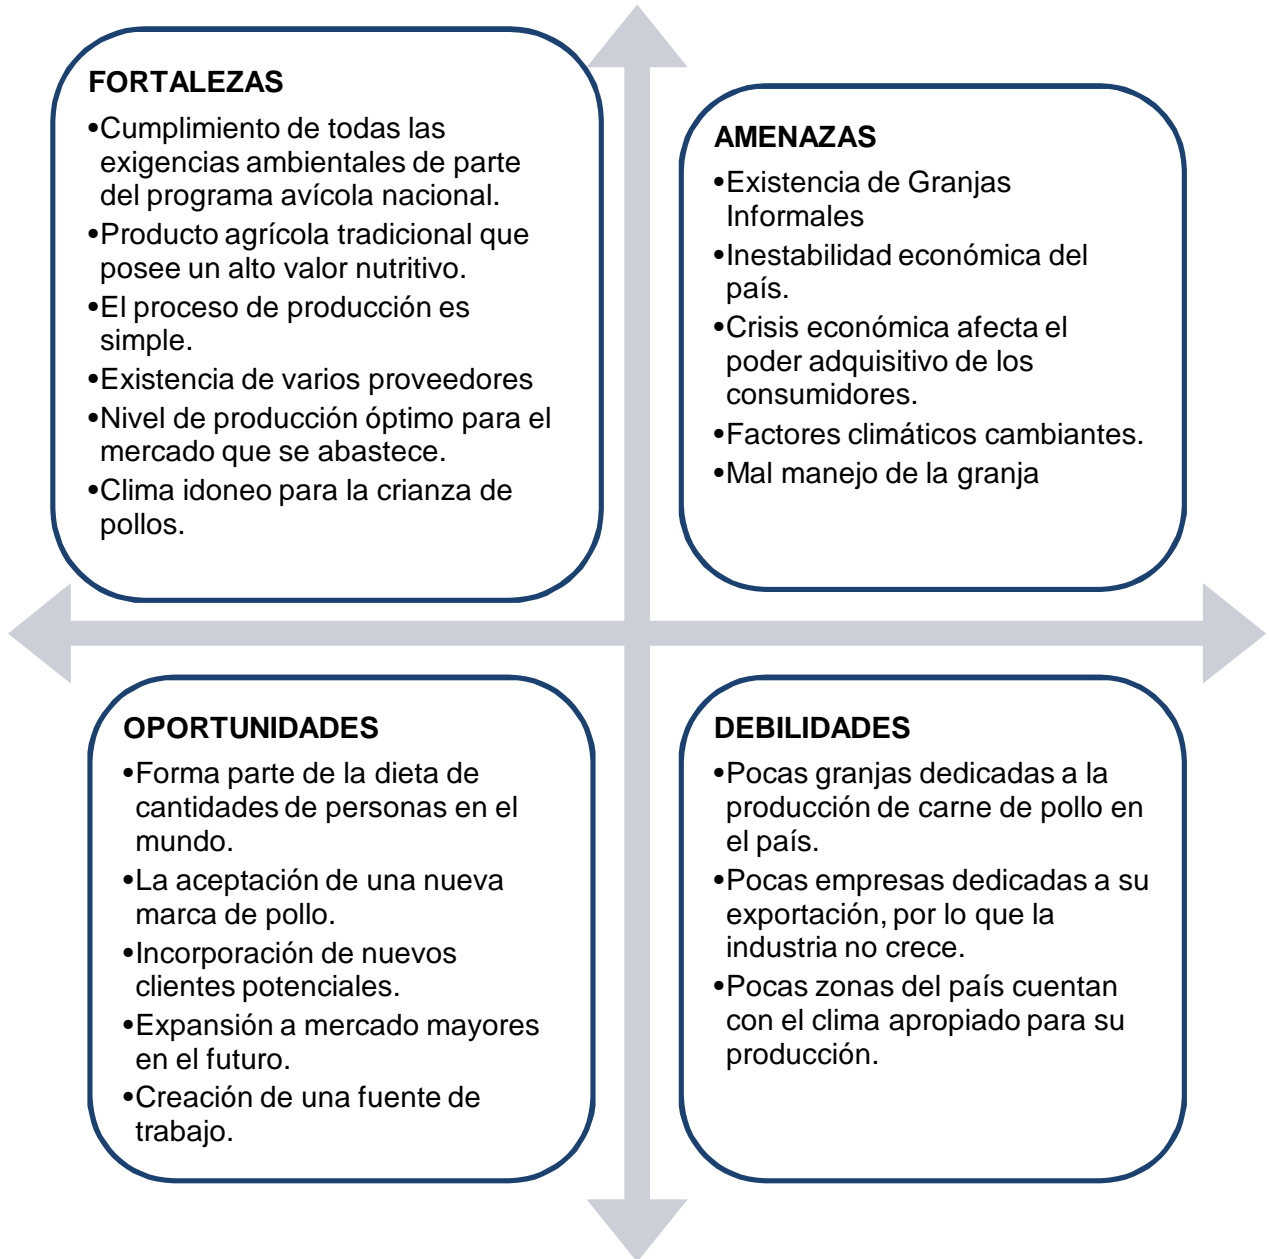 FORTALEZAS
•Cumplimiento de todas las
exigencias ambientales de parte
del programa avícola nacional.
•Producto agrícola tradicional que
posee un alto valor nutritivo.
•El proceso de producción es
simple.
•Existencia de varios proveedores
•Nivel de producción óptimo para el
mercado que se abastece.
•Clima idoneo para la crianza de
pollos.
AMENAZAS
•Existencia de Granjas
Informales
•Inestabilidad económica del
país.
•Crisis económica afecta el
poder adquisitivo de los
consumidores.
•Factores climáticos cambiantes.
•Mal manejo de la granja
OPORTUNIDADES
•Forma parte de la dieta de
cantidades de personas en el
mundo.
•La aceptación de una nueva
marca de pollo.
•Incorporación de nuevos
clientes potenciales.
•Expansión a mercado mayores
en el futuro.
•Creación de una fuente de
trabajo.
DEBILIDADES
•Pocas granjas dedicadas a la
producción de carne de pollo en
el país.
•Pocas empresas dedicadas a su
exportación, por lo que la
industria no crece.
•Pocas zonas del país cuentan
con el clima apropiado para su
producción.